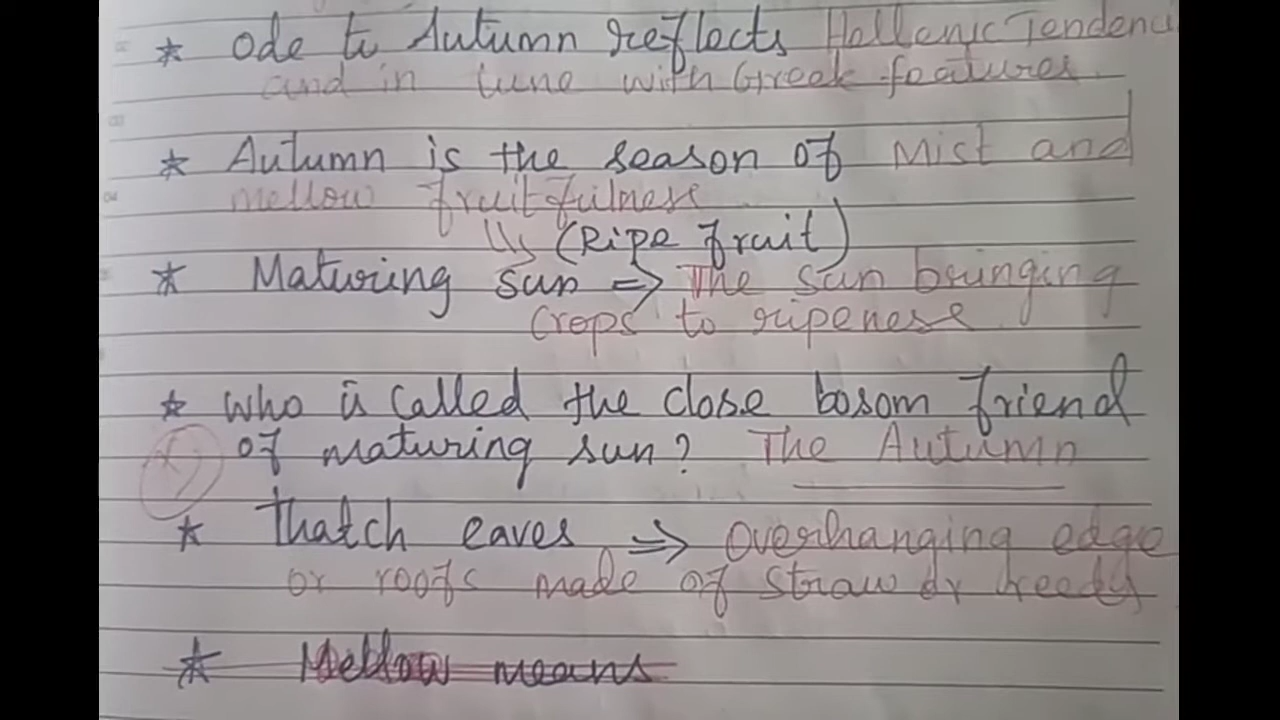 * Ode to Autumn reflects Hellenic Tendenci
and in tune with Greek features.
* Autumn is the season of Mist and
mellow fruitfulness
(Ripe fruit)
* Maturing sun => The sun bringing
crops to ripeness.
* Who is called the close bosom friend
of maturing sun? The Autumn
* Thatch eaves => Overhanging edge
or roofs made of straw or reeds
* Mellow means